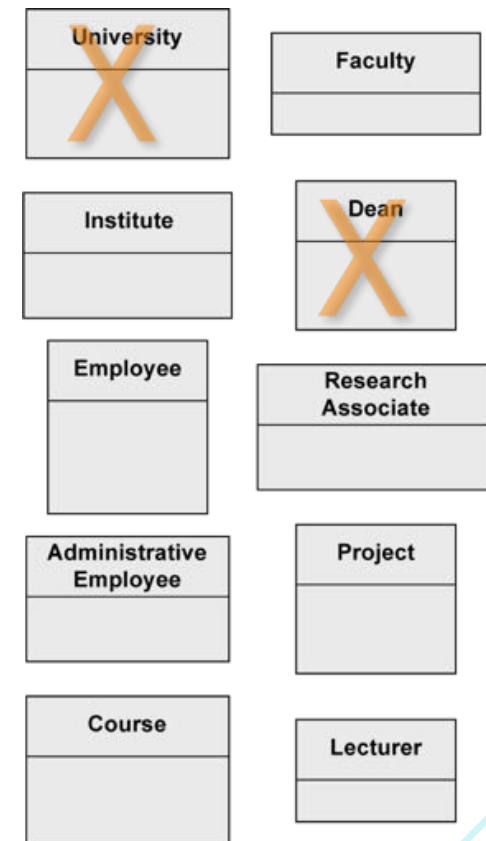 University
Faculty
Institute
Dean
Employee
Research
Associate
Administrative
Employee
Project
Course
Lecturer